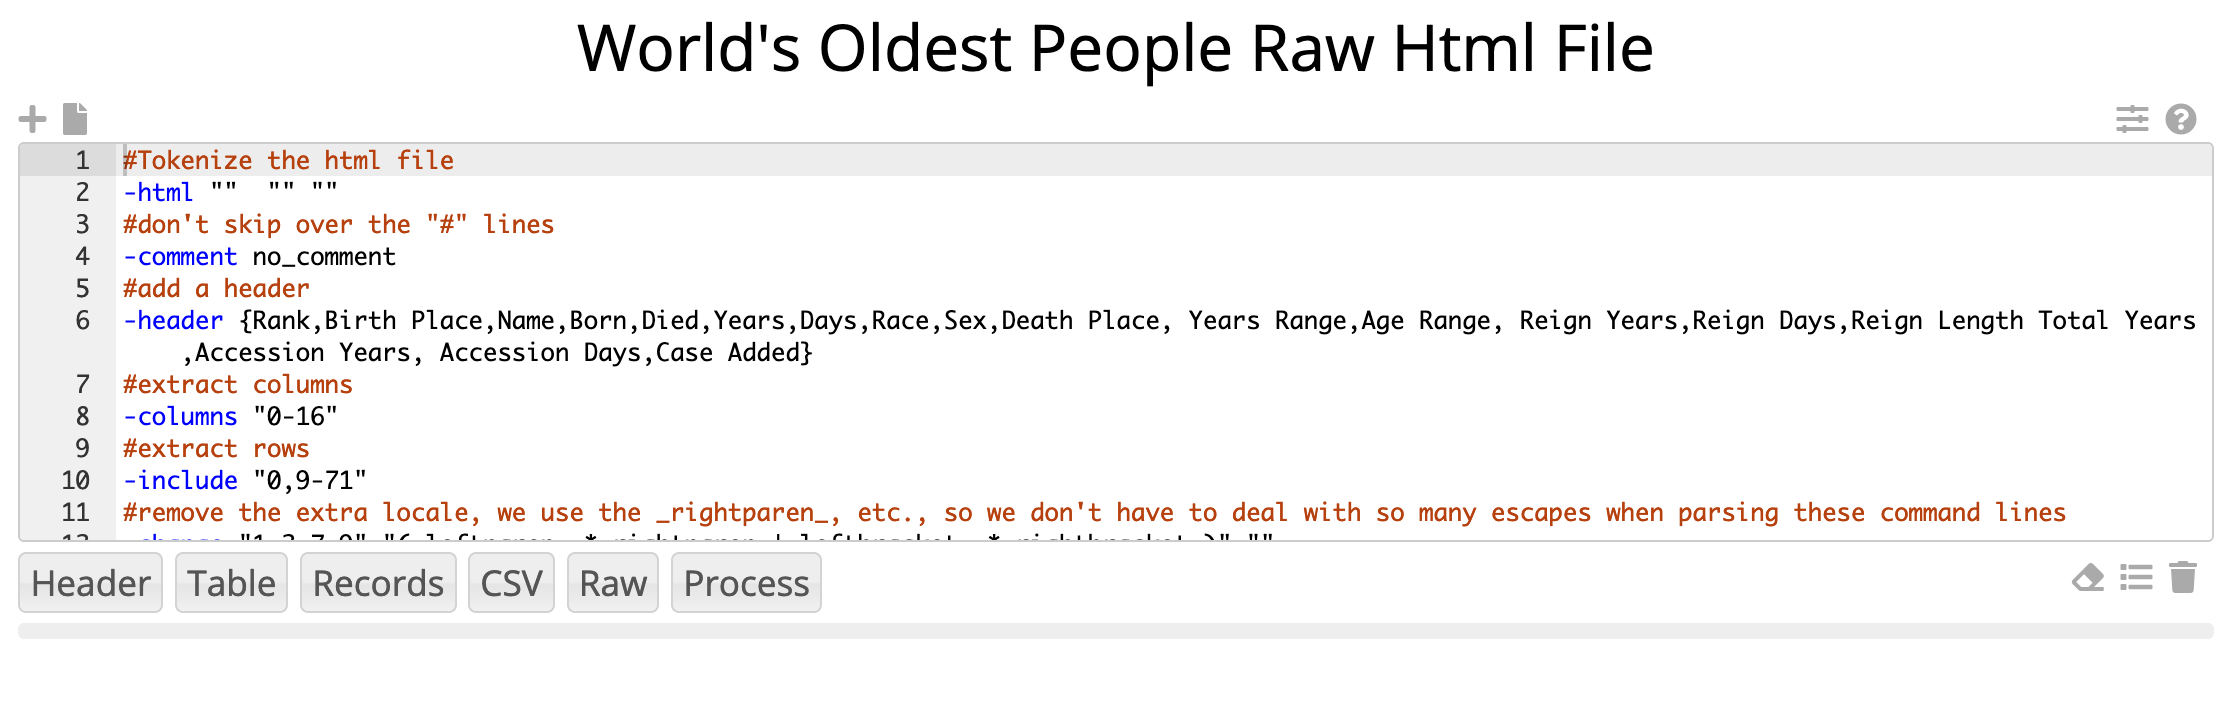 World's Oldest People Raw Html File
1 #Tokenize the html file
2 -html ""  "" ""
3 #don't skip over the "#" lines
4 -comment no_comment
5 #add a header
6 -header {Rank,Birth Place,Name,Born,Died,Years,Days,Race,Sex,Death Place, Years Range,Age Range, Reign Years,Reign Days,Reign Length Total Years
,Accession Years, Accession Days,Case Added}
7 #extract columns
8 -columns "0-16"
9 #extract rows
10 -include "0,9-71"
11 #remove the extra locale, we use the _rightparen_, etc., so we don't have to deal with so many escapes when parsing these command lines
Header Table Records CSV Raw Process